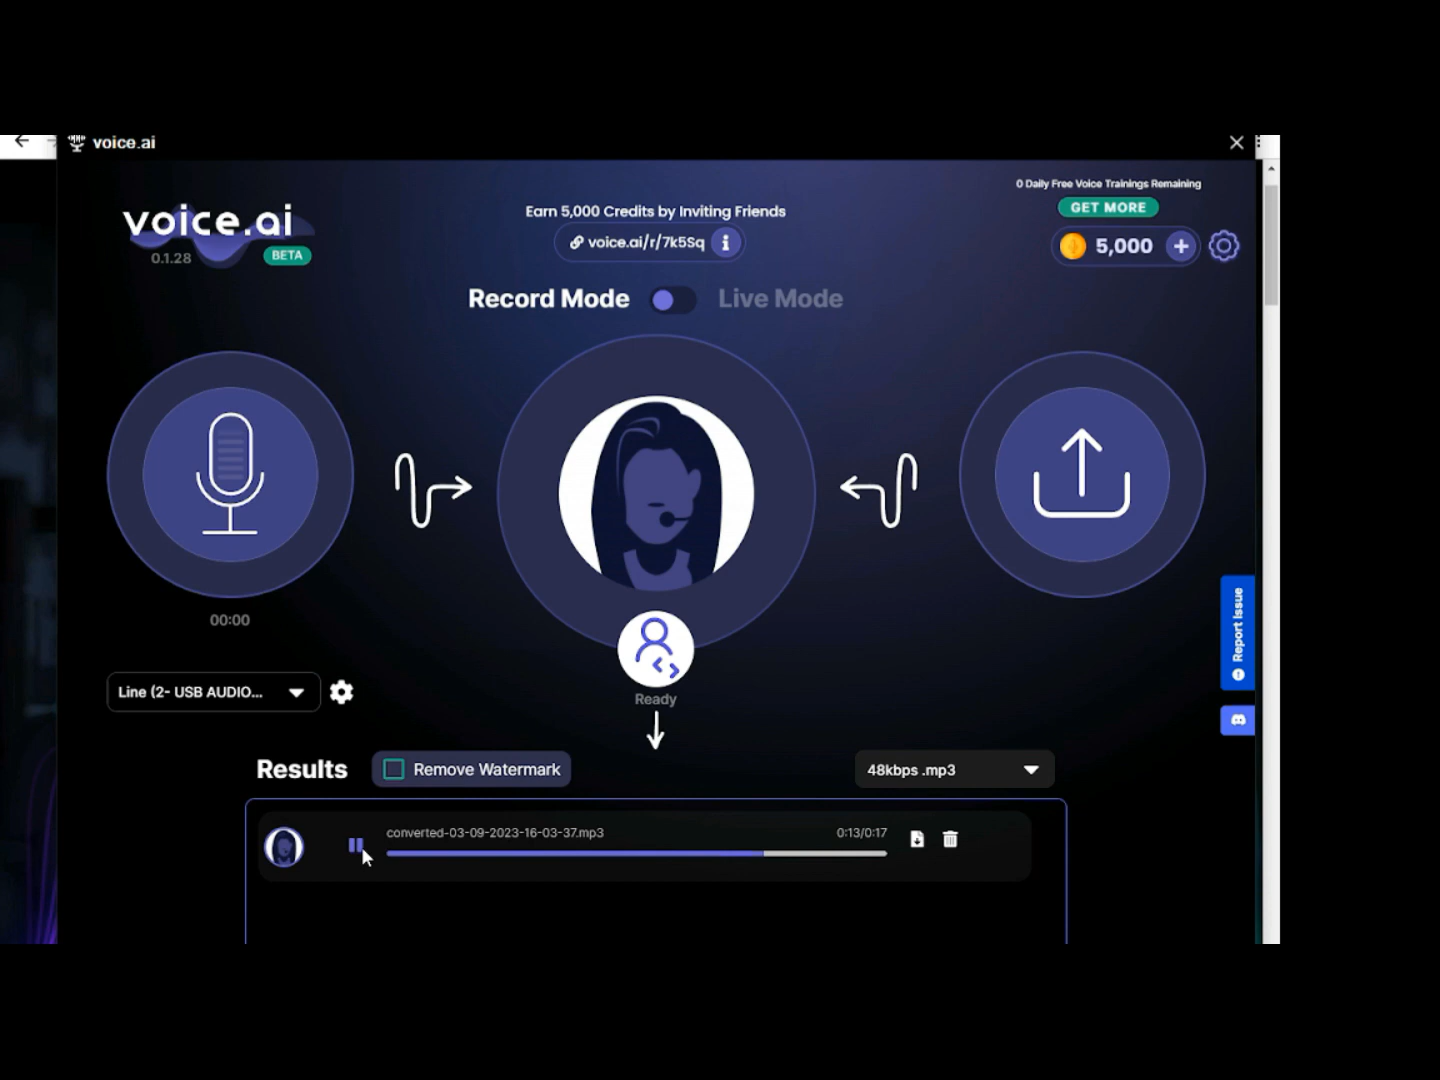 voice.ai
0 Daily Free Voice Trainings Remaining
GET MORE
voice.ai
0.1.28
BETA
Earn 5,000 Credits by Inviting Friends
voice.ai/r/7k5Sq
5,000
Record Mode
Live Mode
00:00
Line (2- USB AUDIO...
Ready
Report Issue
Results
Remove Watermark
48kbps .mp3
converted-03-09-2023-16-03-37.mp3
0:13/0:17